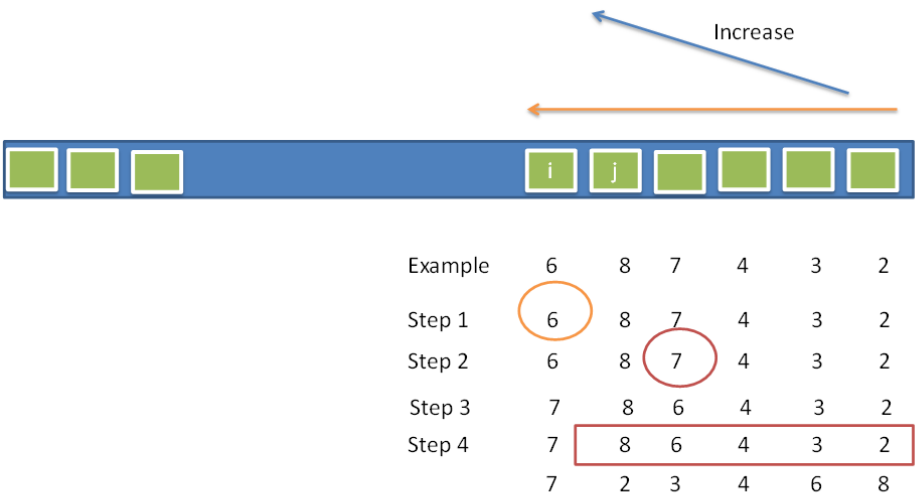 Increase
i j
Example 6 8 7 4 3 2
Step 1 6 8 7 4 3 2
Step 2 6 8 7 4 3 2
Step 3 7 8 6 4 3 2
Step 4 7 8 6 4 3 2
7 2 3 4 6 8